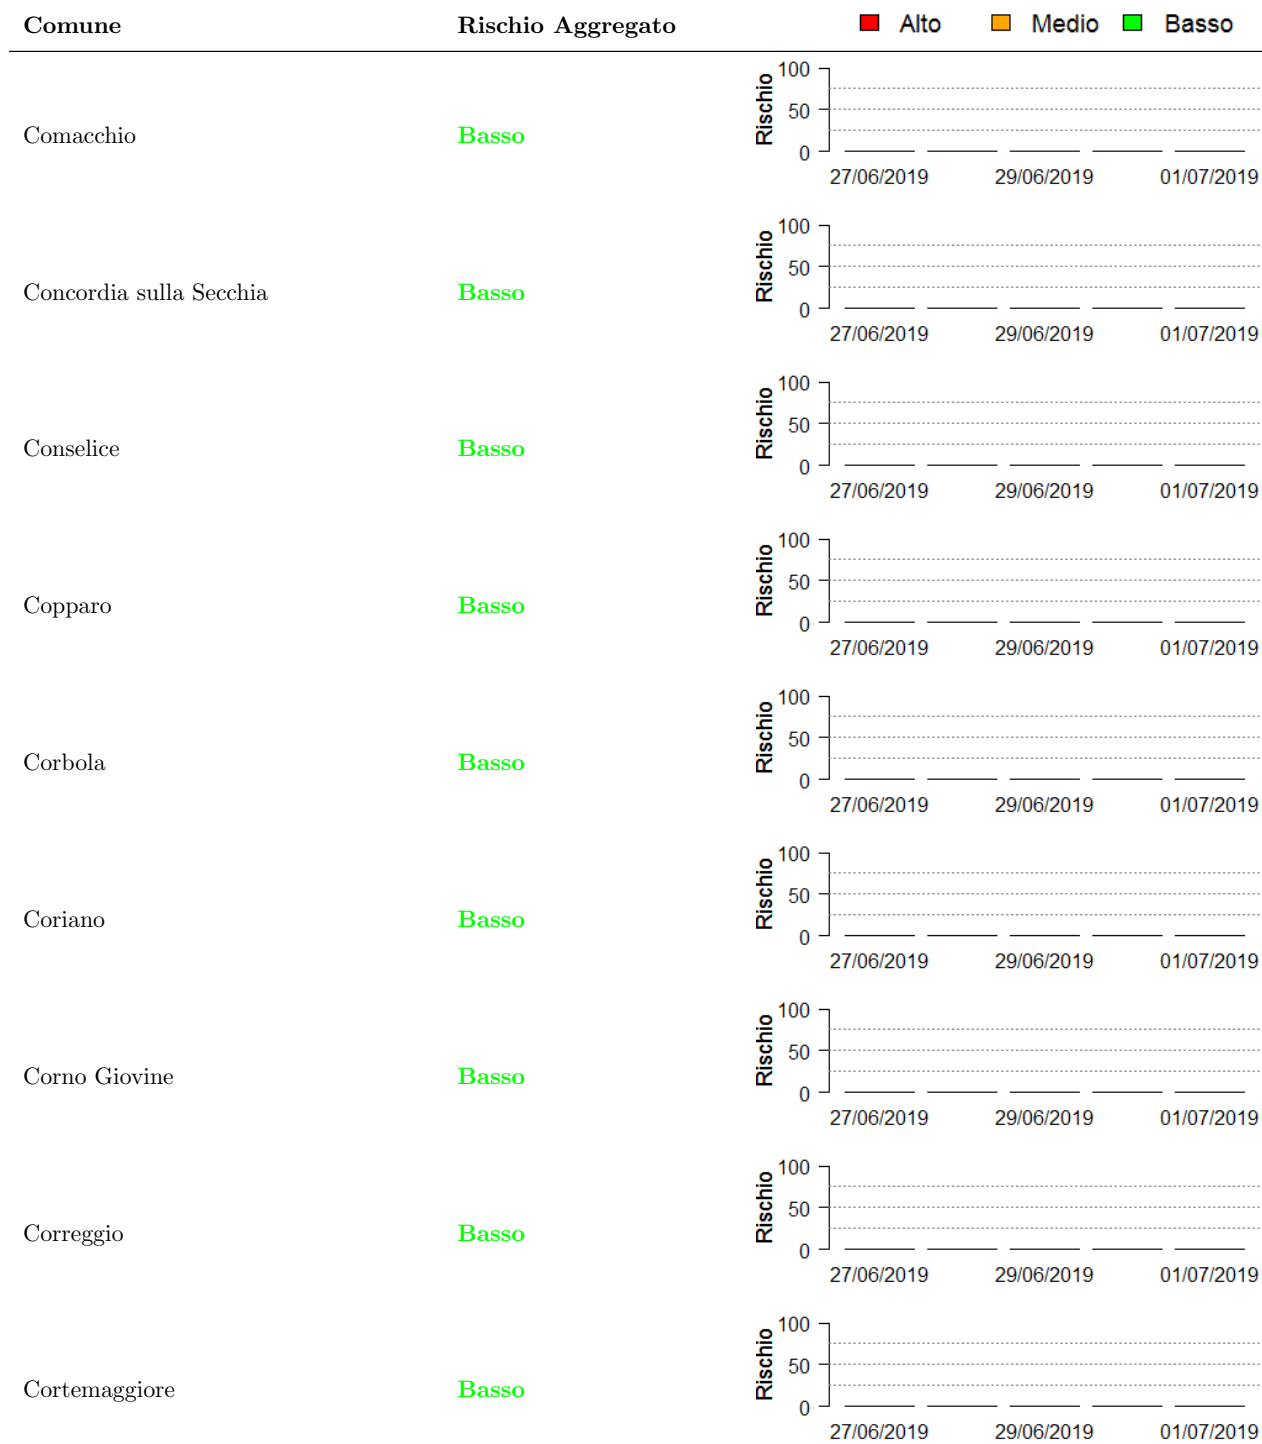 Comune Rischio Aggregato Alto Medio Basso
Comacchio Basso
Rischio
100
50
0
27/06/2019 29/06/2019 01/07/2019
Concordia sulla Secchia Basso
Rischio
100
50
0
27/06/2019 29/06/2019 01/07/2019
Conselice Basso
Rischio
100
50
0
27/06/2019 29/06/2019 01/07/2019
Copparo Basso
Rischio
100
50
0
27/06/2019 29/06/2019 01/07/2019
Corbola Basso
Rischio
100
50
0
27/06/2019 29/06/2019 01/07/2019
Coriano Basso
Rischio
100
50
0
27/06/2019 29/06/2019 01/07/2019
Corno Giovine Basso
Rischio
100
50
0
27/06/2019 29/06/2019 01/07/2019
Correggio Basso
Rischio
100
50
0
27/06/2019 29/06/2019 01/07/2019
Cortemaggiore Basso
Rischio
100
50
0
27/06/2019 29/06/2019 01/07/2019